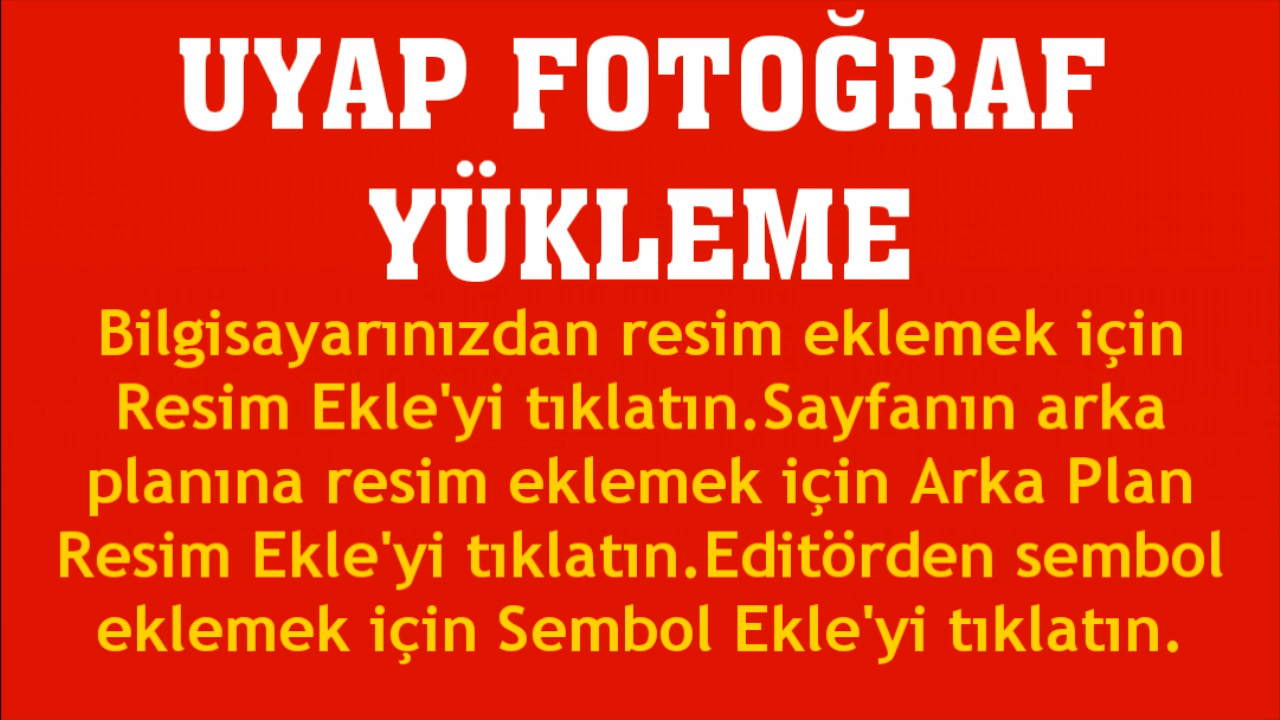 UYAP FOTOĞRAF
YÜKLEME
Bilgisayarınızdan resim eklemek için
Resim Ekle'yi tıklatın.Sayfanın arka
planına resim eklemek için Arka Plan
Resim Ekle'yi tıklatın.Editörden sembol
eklemek için Sembol Ekle'yi tıklatın.